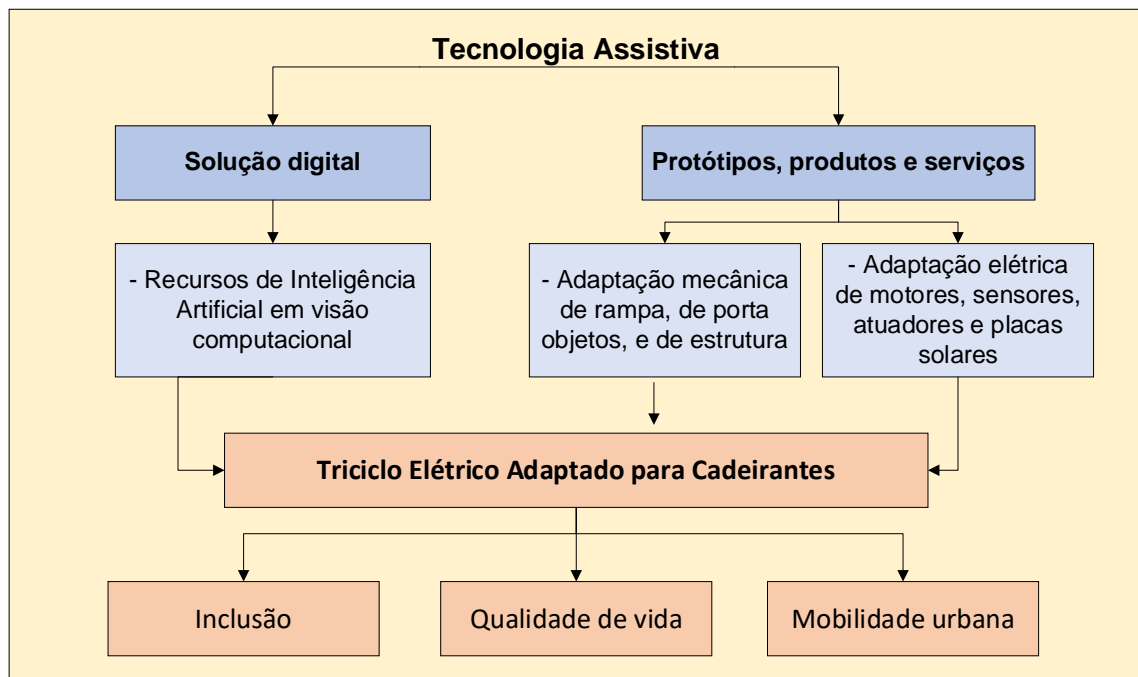 Tecnologia Assistiva
Solução digital
Protótipos, produtos e serviços
- Recursos de Inteligência
Artificial em visão
computacional
- Adaptação mecânica
de rampa, de porta
objetos, e de estrutura
- Adaptação elétrica
de motores, sensores,
atuadores e placas
solares
Triciclo Elétrico Adaptado para Cadeirantes
Inclusão
Qualidade de vida
Mobilidade urbana